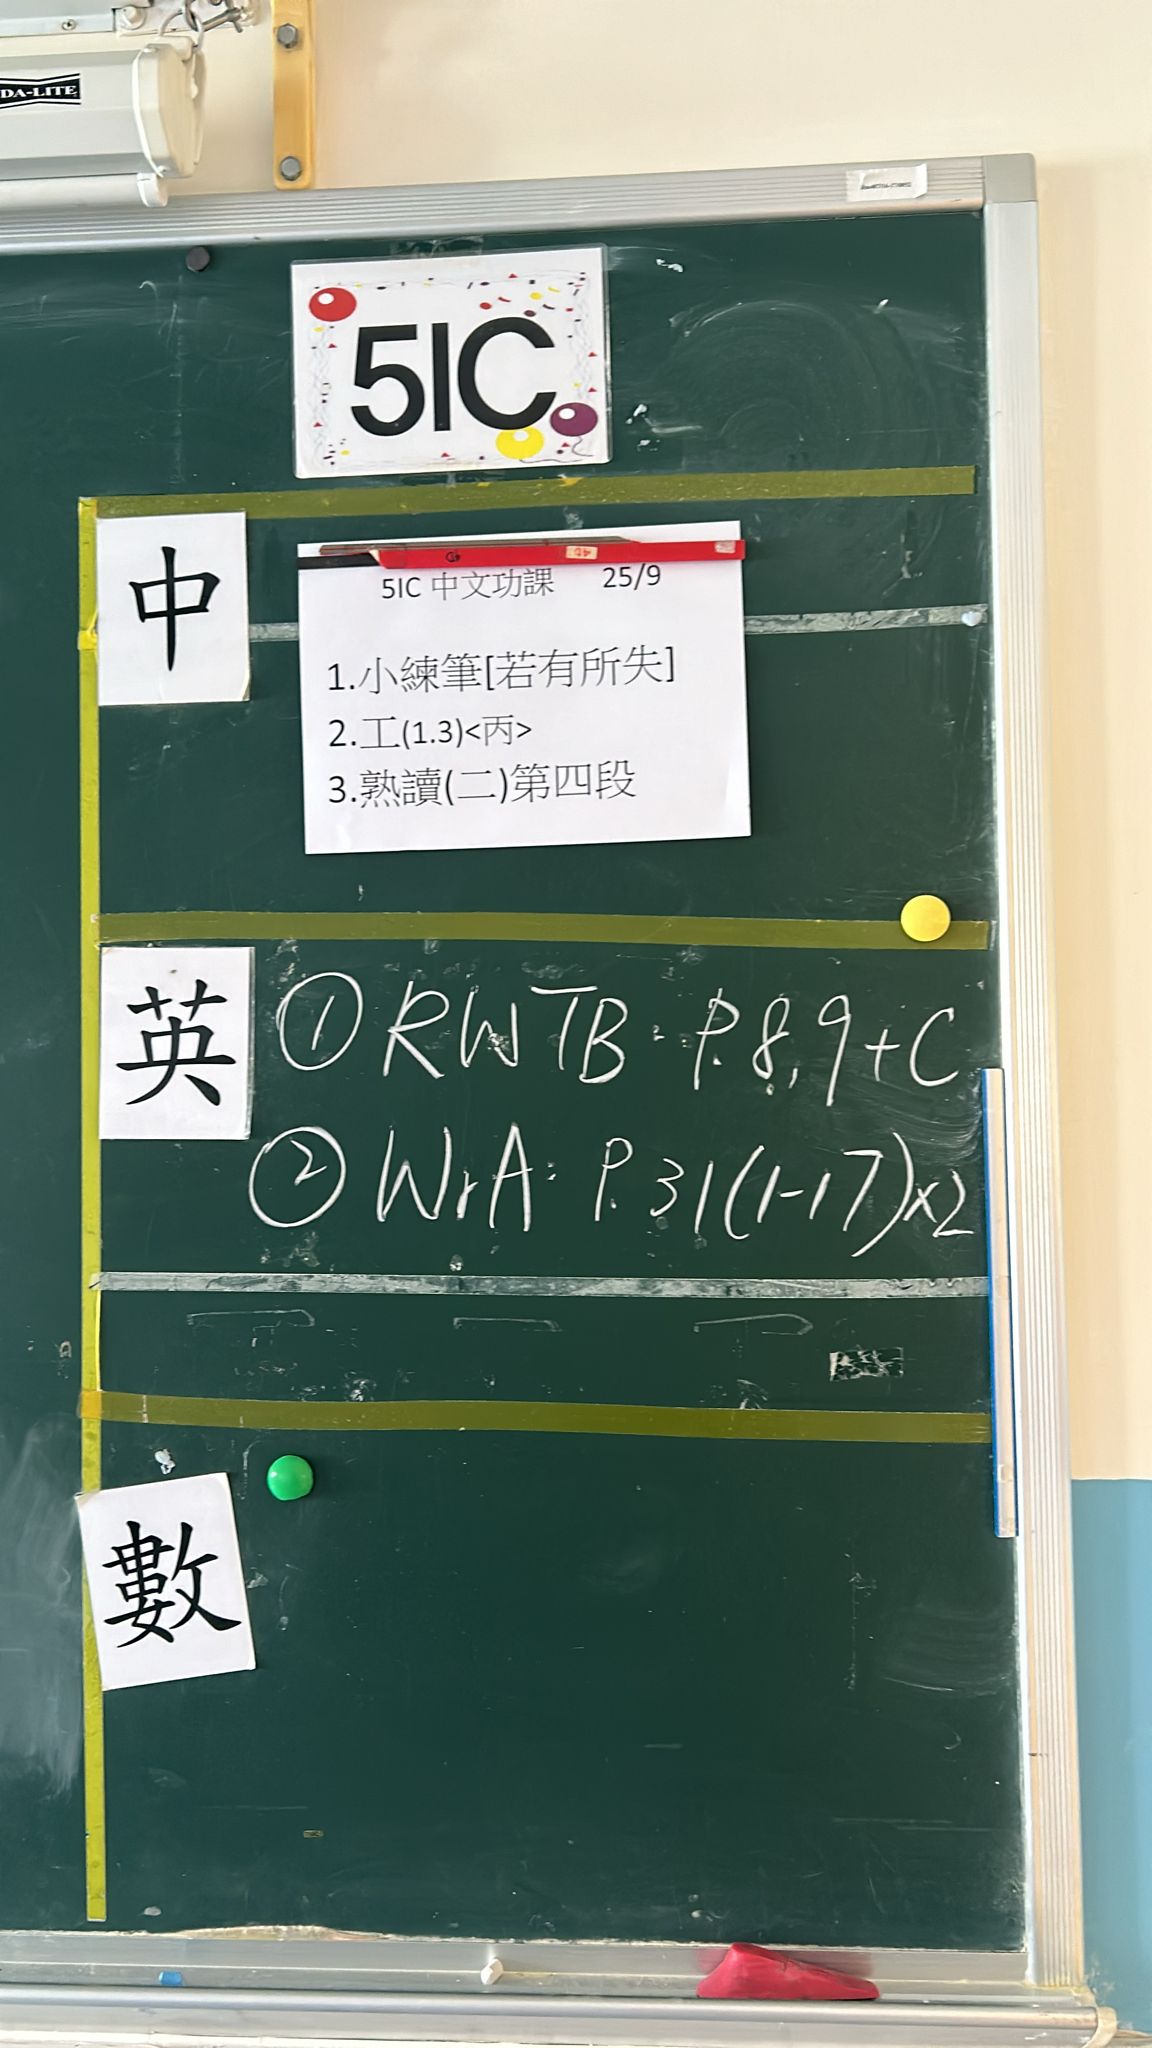 DA-LITE
5IC
中
5IC 中文功課 25/9
1.小練筆[若有所失]
2.工(1.3)<丙>
3.熟讀(二)第四段
英
① RW TB: P.8,9+C
② WrA: P.31(1-17)x2
數